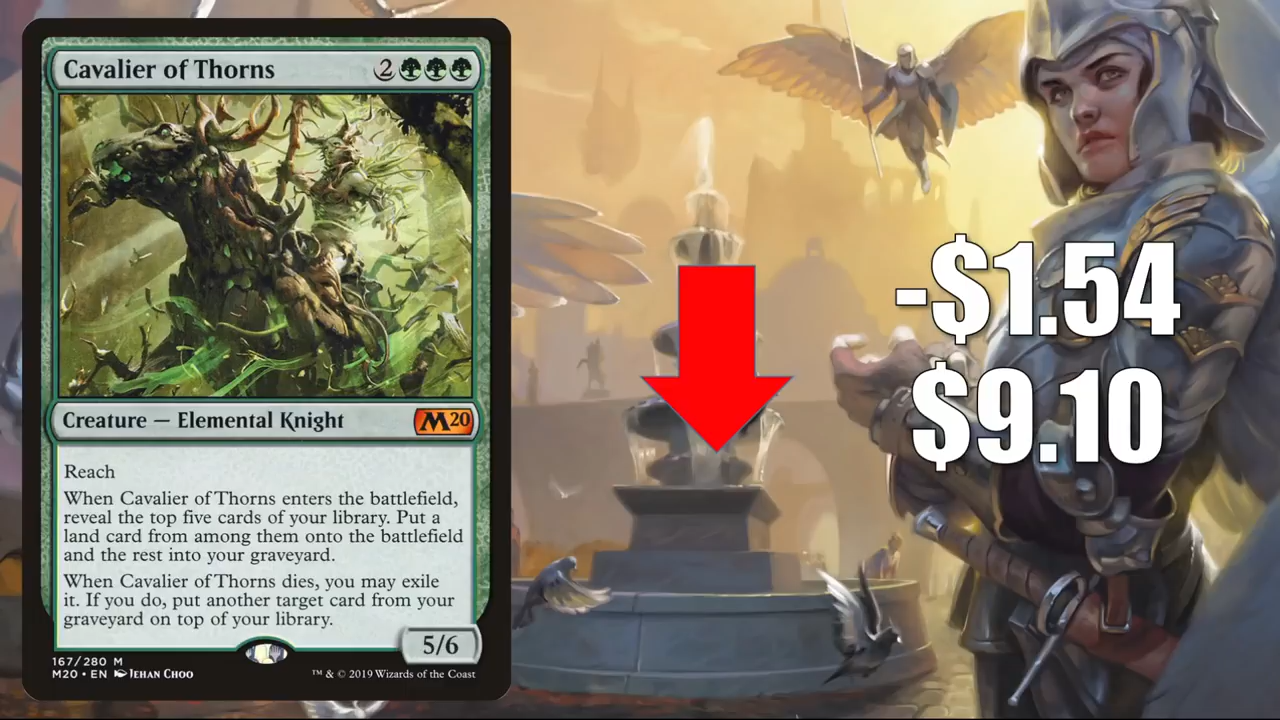 Cavalier of Thorns 2
Creature — Elemental Knight M20
Reach
When Cavalier of Thorns enters the battlefield,
reveal the top five cards of your library. Put a
land card from among them onto the battlefield
and the rest into your graveyard.
When Cavalier of Thorns dies, you may exile
it. If you do, put another target card from your
graveyard on top of your library.
5/6
167/280 M
M20 • EN Jehan Choo
™ & © 2019 Wizards of the Coast
-$1.54
$9.10